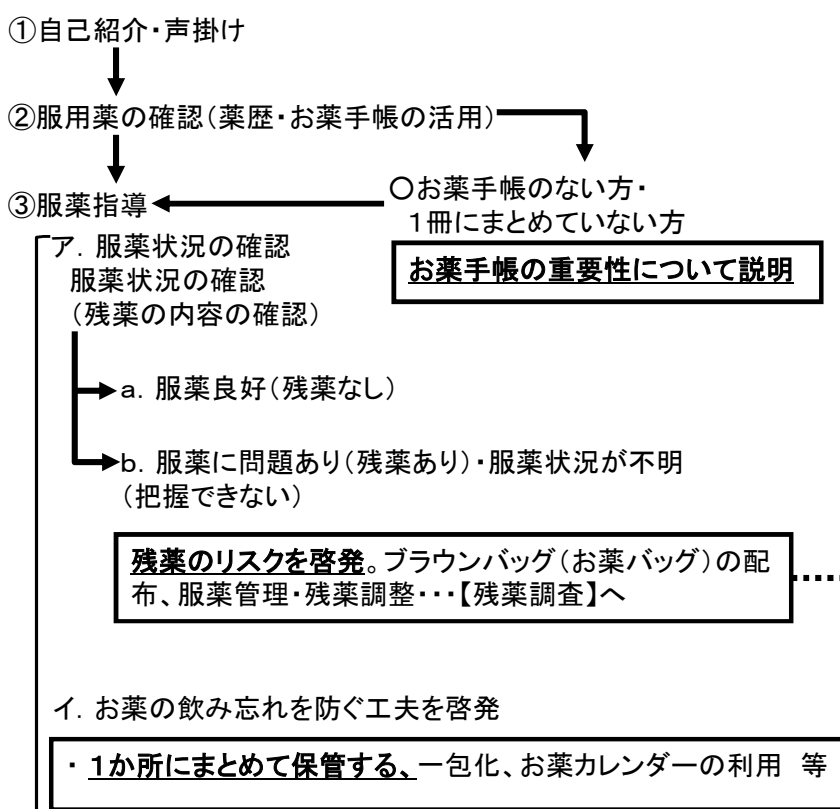 ①自己紹介・声掛け
②服用薬の確認（薬歴・お薬手帳の活用）
〇お薬手帳のない方・
１冊にまとめていない方
③服薬指導
お薬手帳の重要性について説明
ア．服薬状況の確認
服薬状況の確認
（残薬の内容の確認）
ａ．服薬良好（残薬なし）
ｂ．服薬に問題あり（残薬あり）・服薬状況が不明
（把握できない）
残薬のリスクを啓発。ブラウンバッグ（お薬バッグ）の配
布、服薬管理・残薬調整・・・【残薬調査】へ
イ．お薬の飲み忘れを防ぐ工夫を啓発
・１か所にまとめて保管する、一包化、お薬カレンダーの利用　等